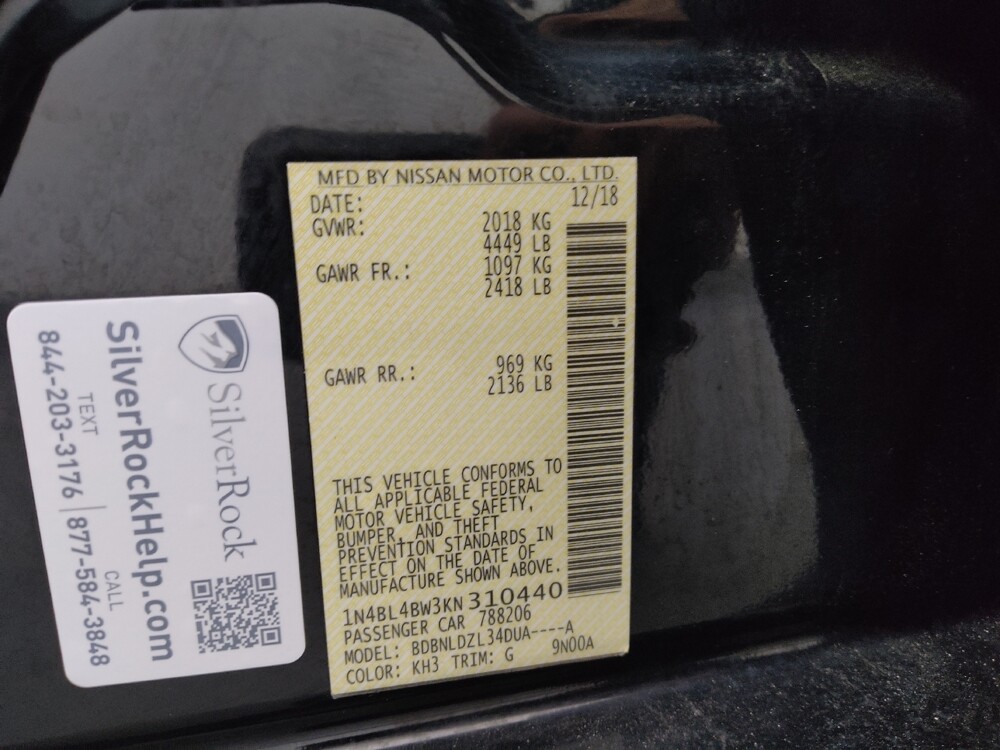 MFD BY NISSAN MOTOR CO., LTD.
DATE: 12/18
GVWR: 2018 KG
4449 LB
GAWR FR.: 1097 KG
2418 LB
GAWR RR.: 969 KG
2136 LB
THIS VEHICLE CONFORMS TO
ALL APPLICABLE FEDERAL
MOTOR VEHICLE SAFETY,
BUMPER, AND THEFT
PREVENTION STANDARDS IN
EFFECT ON THE DATE OF
MANUFACTURE SHOWN ABOVE.
1N4BL4BW3KN310440
PASSENGER CAR 788206
MODEL: BDBNLDZL34DUA----A
COLOR: KH3 TRIM: G 9N00A
SilverRock
SilverRockHelp.com
TEXT CALL
844-203-3176 | 877-584-3848